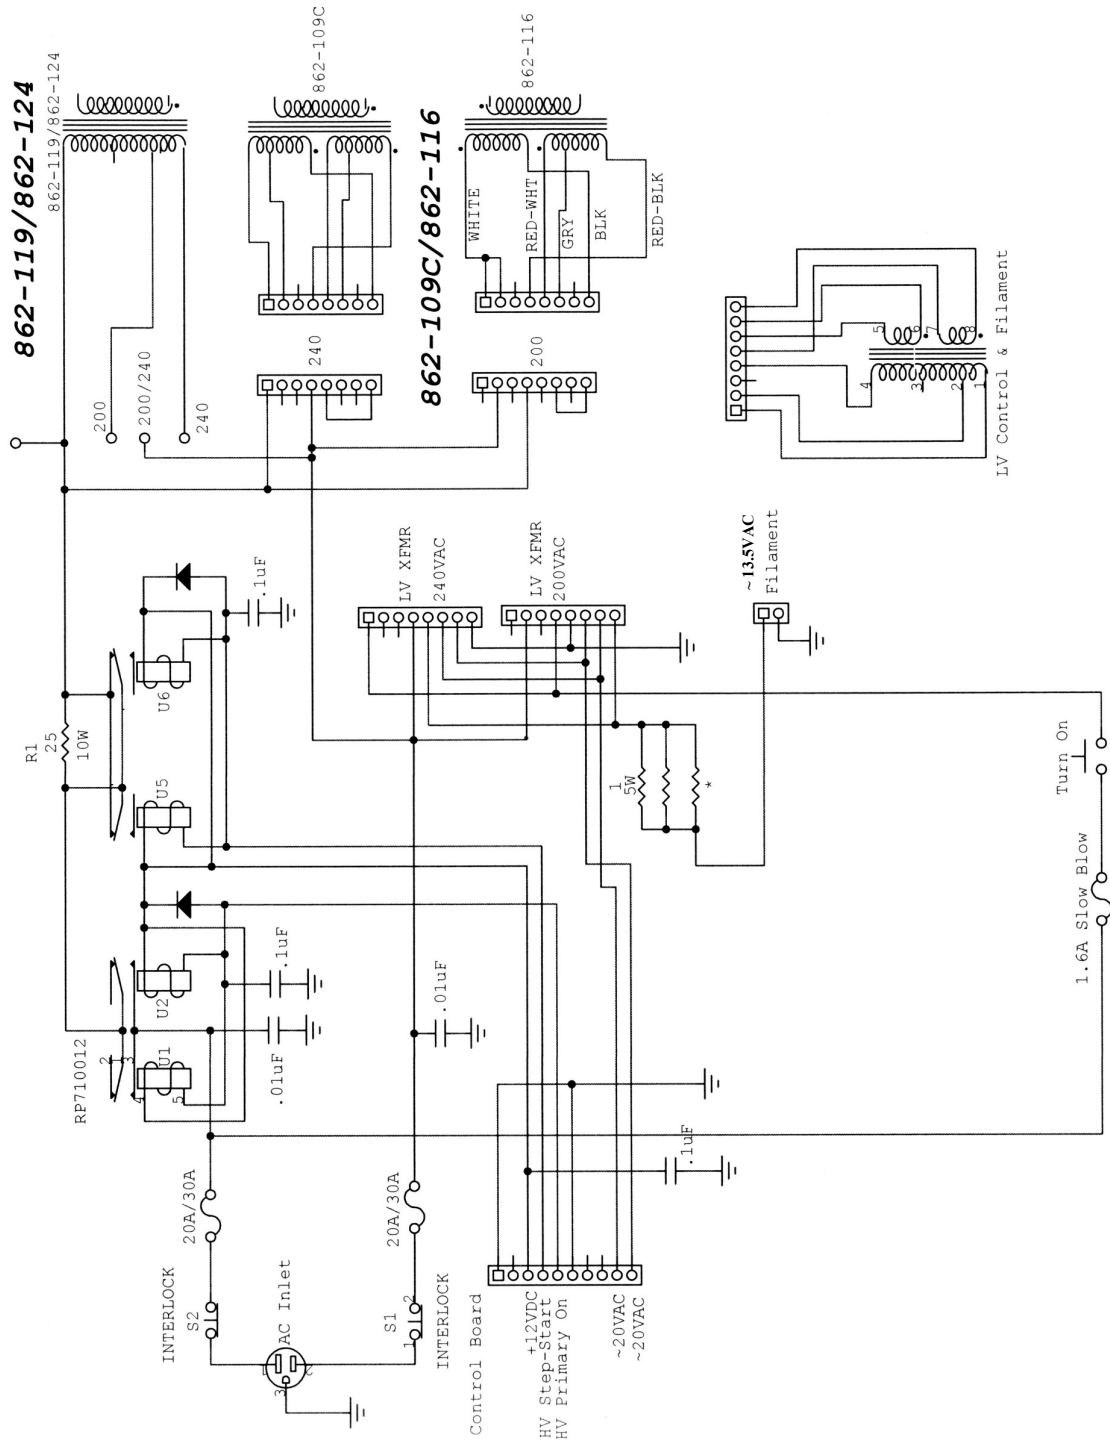 862-119/862-124
862-119/862-124
200
200/240
240
862-109C
240
862-109C/862-116
862-116
WHITE
RED-WHT
GRY
BLK
RED-BLK
200
R1
25
10W
U6
U5
.1uF
RP710012
2
1
3
4
5
U1
U2
.1uF
.01uF
.01uF
INTERLOCK
S2
20A/30A
AC Inlet
1
2
3
INTERLOCK
S1
1
2
20A/30A
LV XFMR
240VAC
LV XFMR
200VAC
1
5W
*
~13.5VAC
Filament
Control Board
+12VDC
HV Step-Start
HV Primary On
~20VAC
~20VAC
.1uF
1.6A Slow Blow
Turn On
4
3
2
1
5
6
7
8
LV Control & Filament